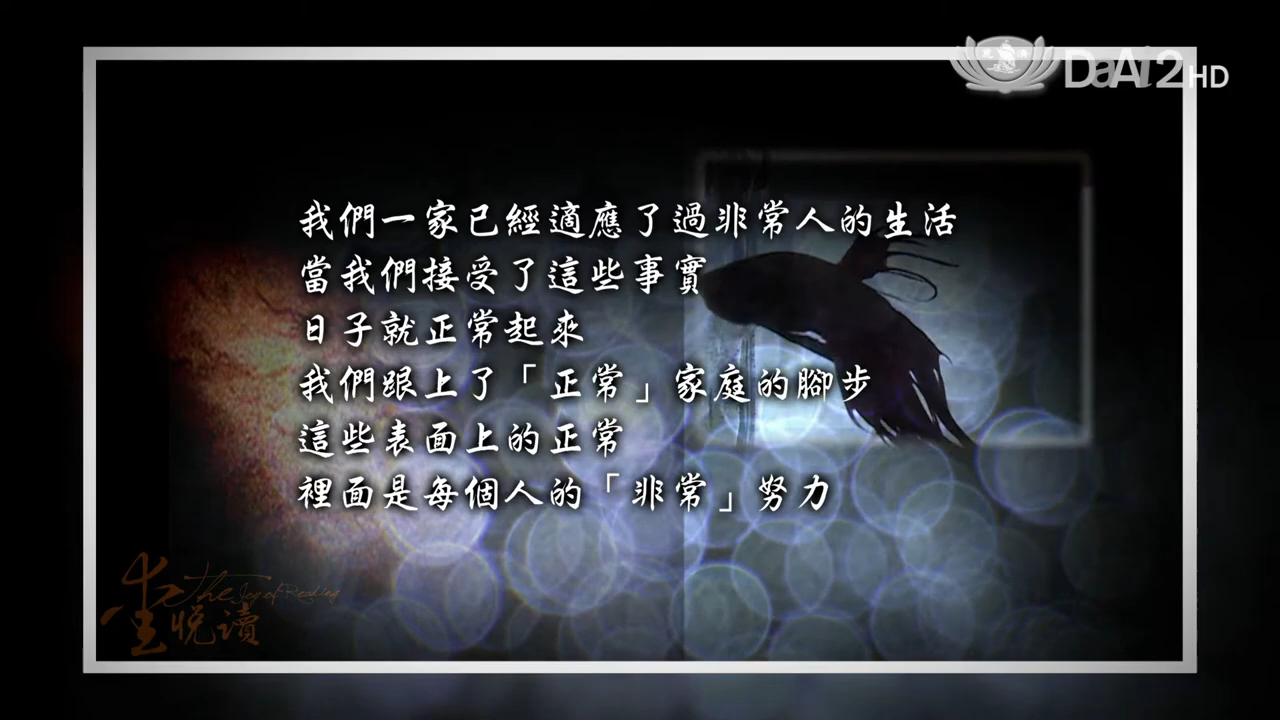 DaAi 2 HD
我們一家已經適應了過非常人的生活
當我們接受了這些事實
日子就正常起來
我們跟上了「正常」家庭的腳步
這些表面上的正常
裡面是每個人的「非常」努力
the Joy of Reading
悅讀